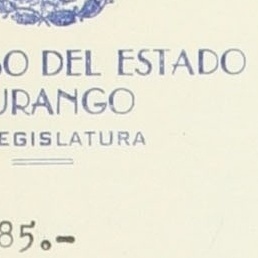 SO DEL ESTADO
URANGO
EGISLATURA
85.-